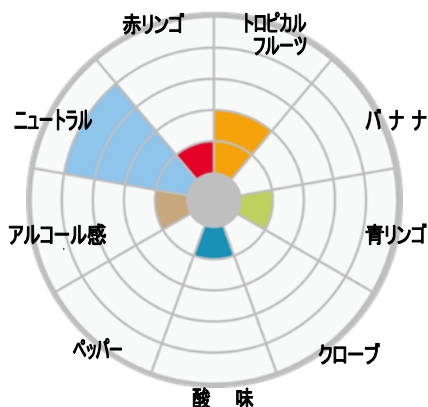 赤リンゴ
トロピカル
フルーツ
バナナ
青リンゴ
クローブ
酸　味
ペッパー
アルコール感
ニュートラル